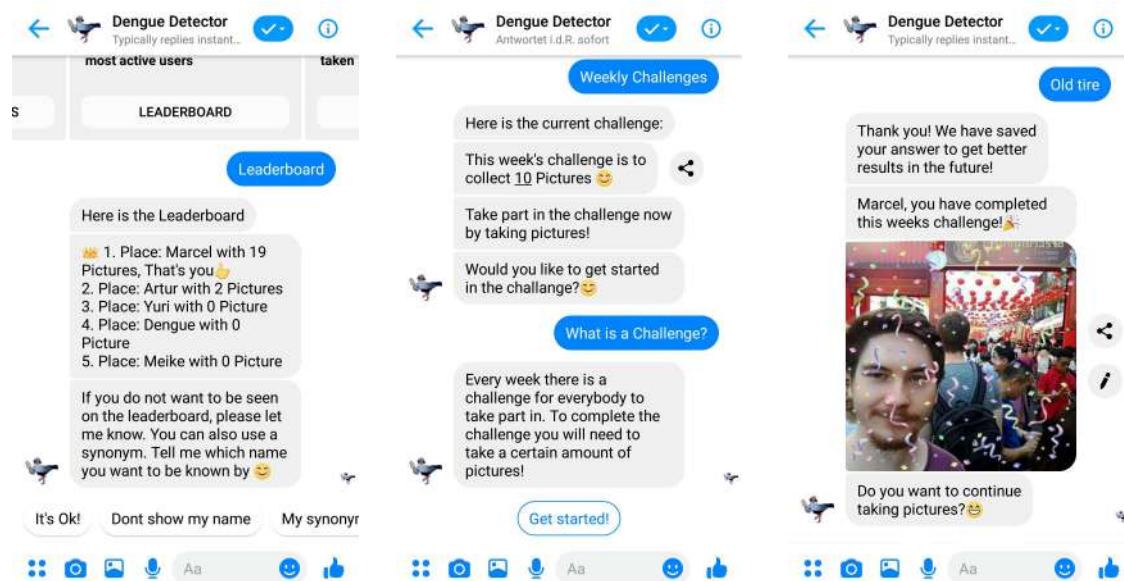 Dengue Detector
Typically replies instant...
most active users
taken
S
LEADERBOARD
Leaderboard
Here is the Leaderboard
👑 1. Place: Marcel with 19
Pictures, That's you👍
2. Place: Artur with 2 Pictures
3. Place: Yuri with 0 Picture
4. Place: Dengue with 0
Picture
5. Place: Meike with 0 Picture
If you do not want to be seen
on the leaderboard, please let
me know. You can also use a
synonym. Tell me which name
you want to be known by 😊
It's Ok!
Dont show my name
My synonyr
Aa
Dengue Detector
Antwortet i.d.R. sofort
Weekly Challenges
Here is the current challenge:
This week's challenge is to
collect 10 Pictures 😊
Take part in the challenge now
by taking pictures!
Would you like to get started
in the challange?😊
What is a Challenge?
Every week there is a
challenge for everybody to
take part in. To complete the
challenge you will need to
take a certain amount of
pictures!
Get started!
Aa
Dengue Detector
Typically replies instant...
Old tire
Thank you! We have saved
your answer to get better
results in the future!
Marcel, you have completed
this weeks challenge!🎉
Do you want to continue
taking pictures?😁
Aa